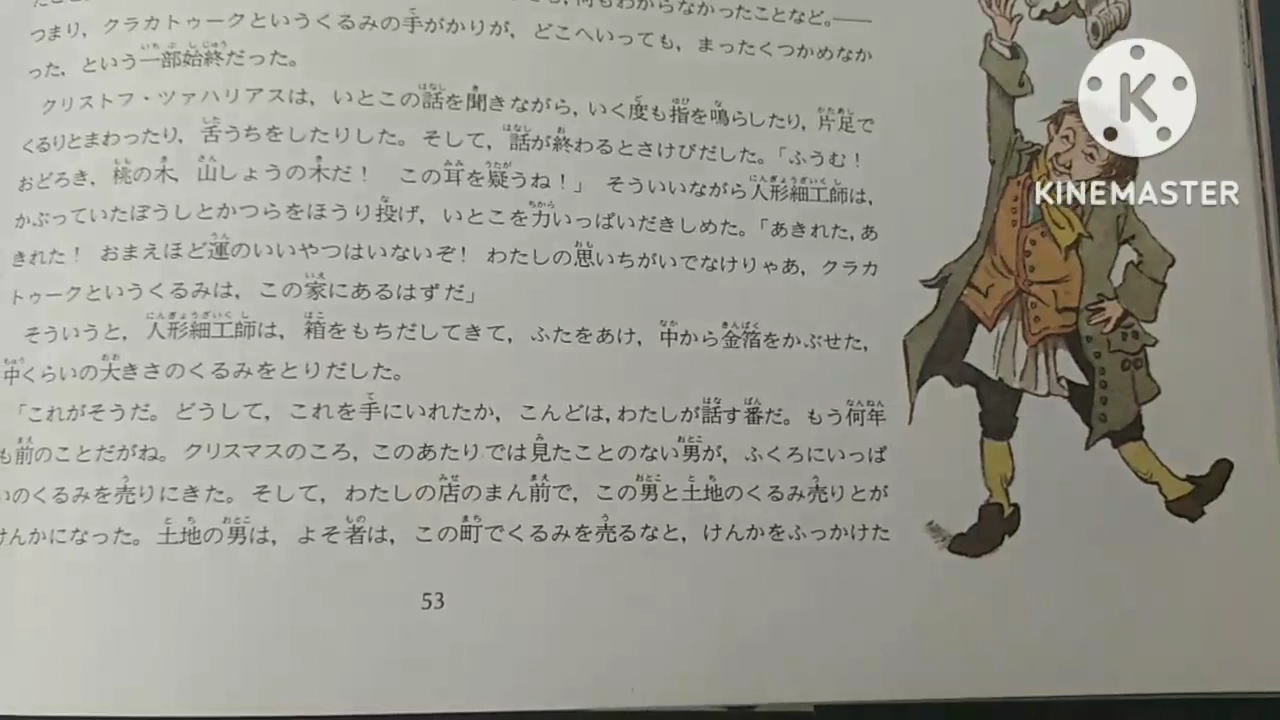 何もわからなかったことなど。――
つまり，クラカトゥークというくるみの手がかりが，どこへいっても，まったくつかめなか
った，という一部始終だった。
クリストフ・ツァハリアスは，いとこの話を聞きながら，いく度も指を鳴らしたり，片足で
くるりとまわったり，舌うちをしたりした。そして，話が終わるとさけびだした。「ふうむ！
おどろき，桃の木，山しょうの木だ！　この耳を疑うね！」　そういいながら人形細工師は，
かぶっていたぼうしとかつらをほうり投げ，いとこを力いっぱいだきしめた。「あきれた，あ
きれた！　おまえほど運のいいやつはいないぞ！　わたしの思いちがいでなけりゃあ，クラカ
トゥークというくるみは，この家にあるはずだ」
そういうと，人形細工師は，箱をもちだしてきて，ふたをあけ，中から金箔をかぶせた，
中くらいの大きさのくるみをとりだした。
「これがそうだ。どうして，これを手にいれたか，こんどは，わたしが話す番だ。もう何年
も前のことだがね。クリスマスのころ，このあたりでは見たことのない男が，ふくろにいっぱ
いのくるみを売りにきた。そして，わたしの店のまん前で，この男と土地のくるみ売りとが
けんかになった。土地の男は，よそ者は，この町でくるみを売るなと，けんかをふっかけた
53
K
KINEMASTER